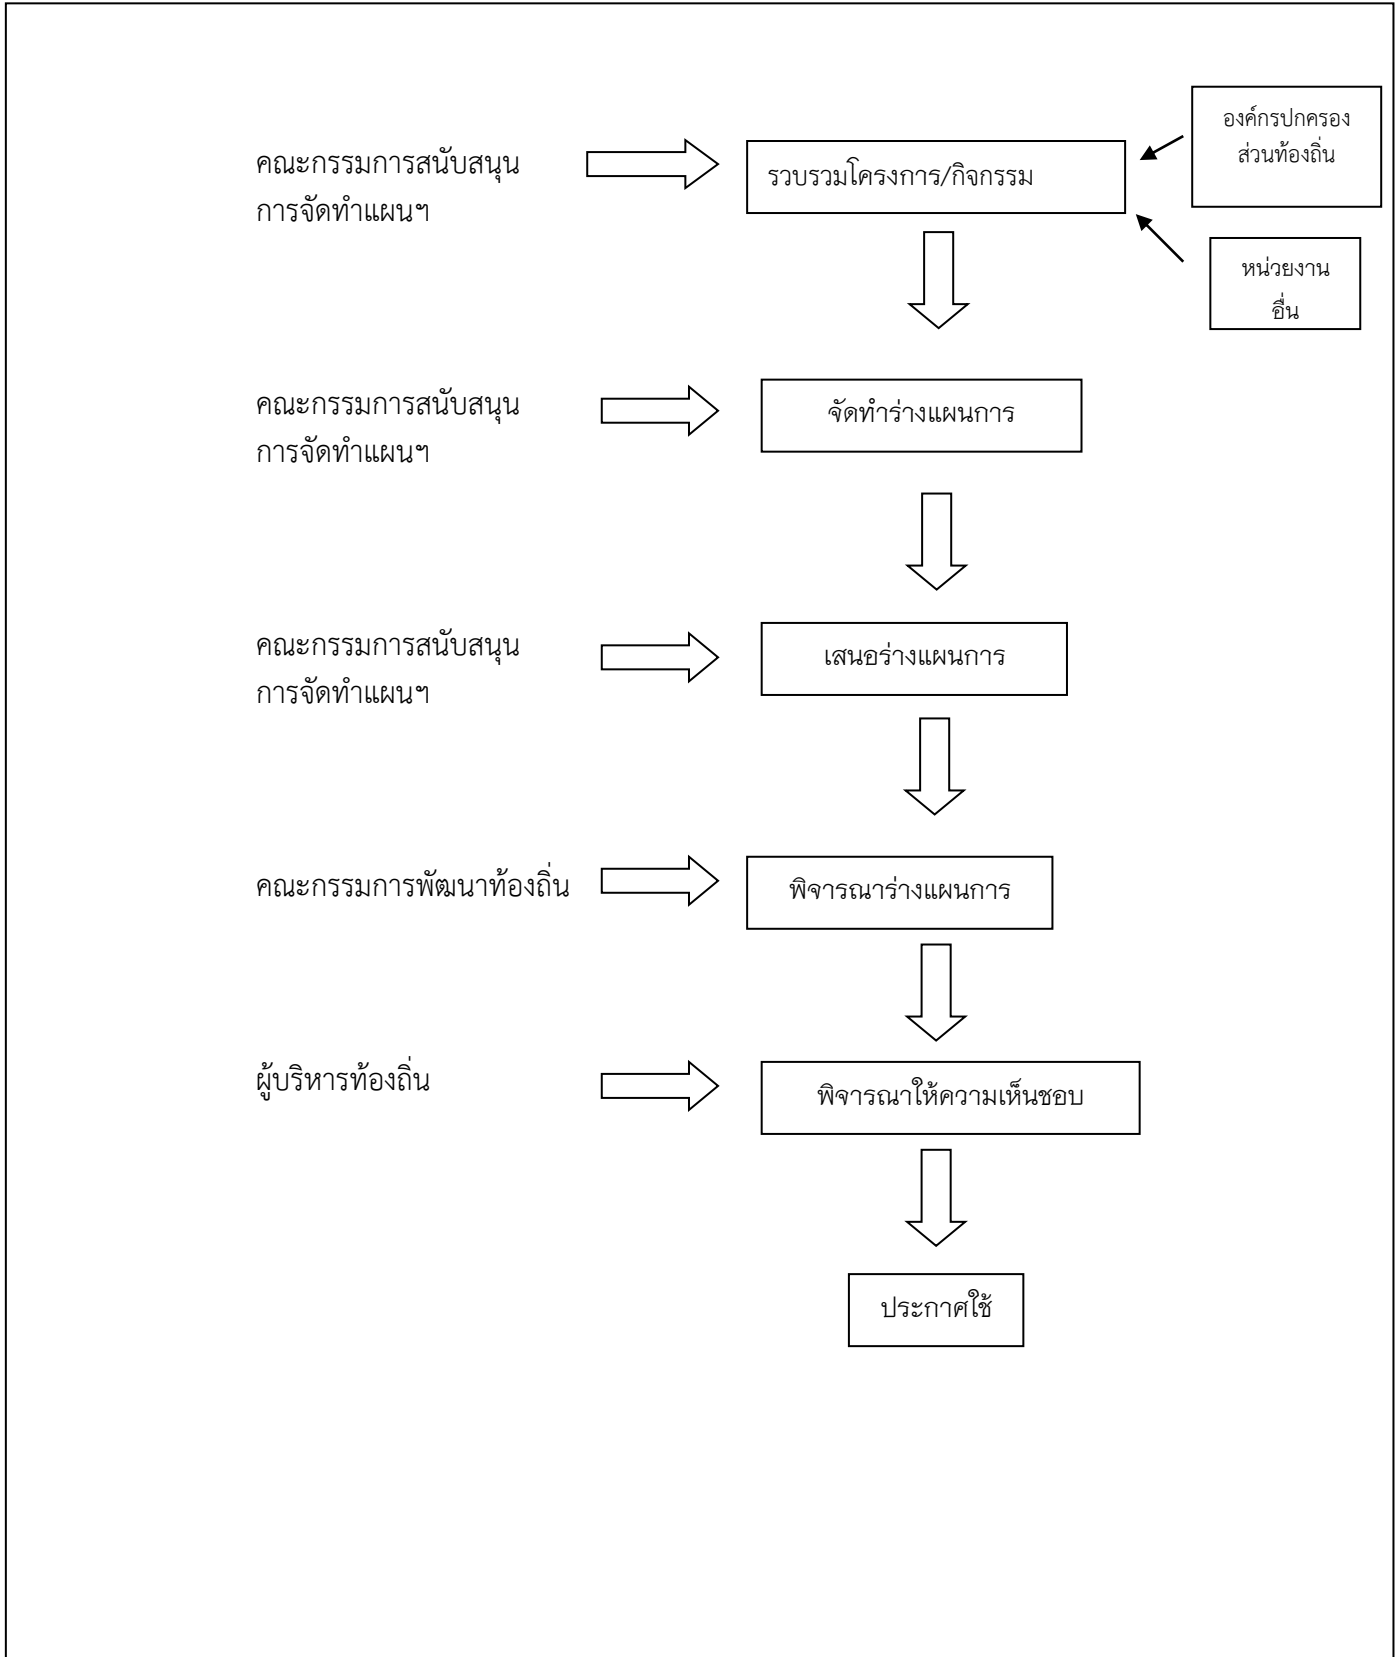 องค์กรปกครอง
ส่วนท้องถิ่น
คณะกรรมการสนับสนุน
การจัดทำแผนฯ
รวบรวมโครงการ/กิจกรรม
หน่วยงาน
อื่น
คณะกรรมการสนับสนุน
การจัดทำแผนฯ
จัดทำร่างแผนการ
คณะกรรมการสนับสนุน
การจัดทำแผนฯ
เสนอร่างแผนการ
คณะกรรมการพัฒนาท้องถิ่น
พิจารณาร่างแผนการ
ผู้บริหารท้องถิ่น
พิจารณาให้ความเห็นชอบ
ประกาศใช้